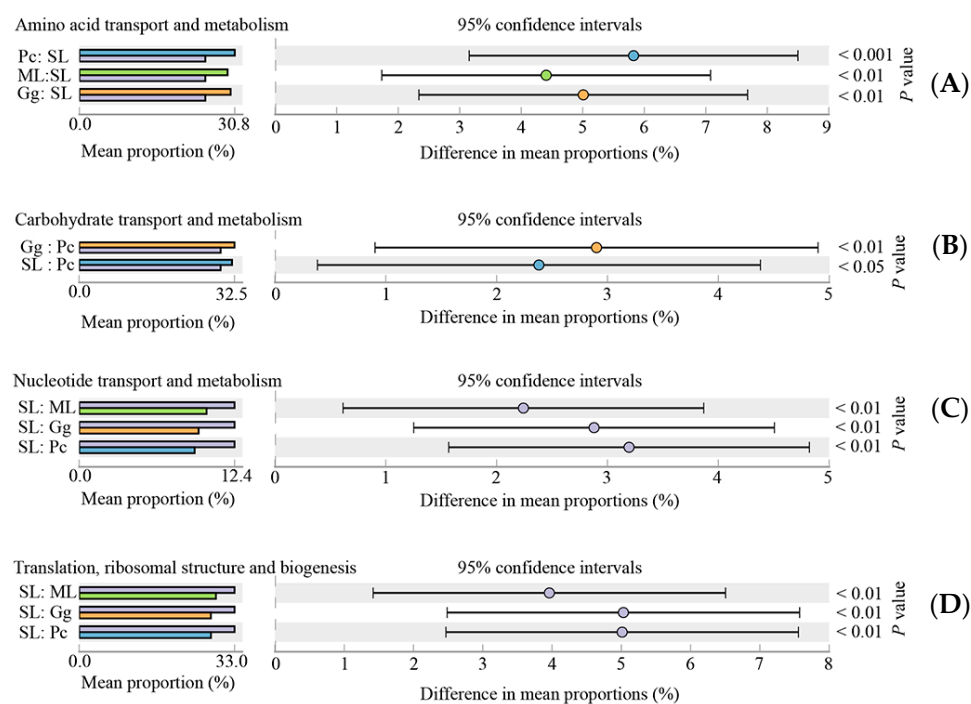 Amino acid transport and metabolism 95% confidence intervals
Pc: SL < 0.001
ML:SL < 0.01
Gg: SL < 0.01
P value
(A)
0.0 30.8 0 1 2 3 4 5 6 7 8 9
Mean proportion (%) Difference in mean proportions (%)
Carbohydrate transport and metabolism 95% confidence intervals
Gg : Pc < 0.01
SL : Pc < 0.05
P value
(B)
0.0 32.5 0 1 2 3 4 5
Mean proportion (%) Difference in mean proportions (%)
Nucleotide transport and metabolism 95% confidence intervals
SL: ML < 0.01
SL: Gg < 0.01
SL: Pc < 0.01
P value
(C)
0.0 12.4 0 1 2 3 4 5
Mean proportion (%) Difference in mean proportions (%)
Translation, ribosomal structure and biogenesis 95% confidence intervals
SL: ML < 0.01
SL: Gg < 0.01
SL: Pc < 0.01
P value
(D)
0.0 33.0 0 1 2 3 4 5 6 7 8
Mean proportion (%) Difference in mean proportions (%)